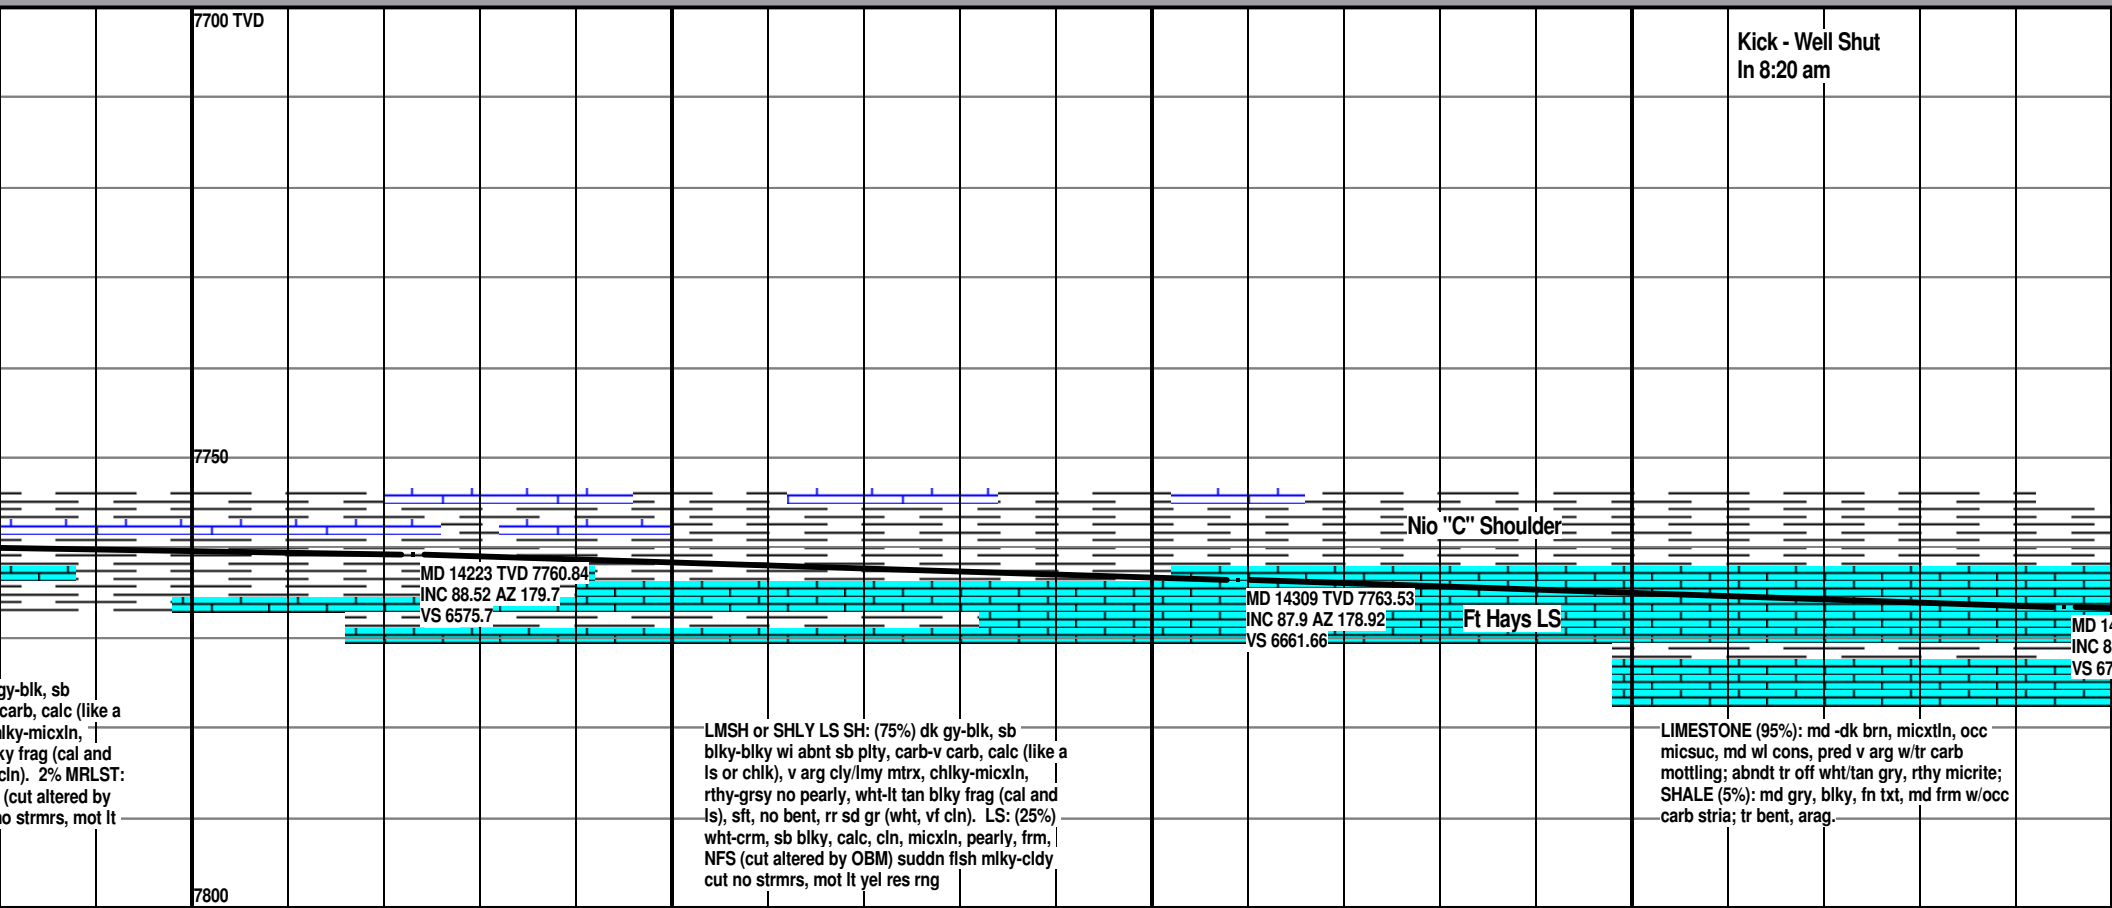 7700 TVD
Kick - Well Shut
In 8:20 am
7750
Nio "C" Shoulder
MD 14223 TVD 7760.84
INC 88.52 AZ 179.7
VS 6575.7
MD 14309 TVD 7763.53
INC 87.9 AZ 178.92
VS 6661.66
Ft Hays LS
MD 14
INC 8
VS 67
gy-blk, sb
carb, calc (like a
lky-micxln,
ky frag (cal and
cln).  2% MRLST:
(cut altered by
no strmrs, mot lt
LMSH or SHLY LS SH: (75%) dk gy-blk, sb
blky-blky wi abnt sb plty, carb-v carb, calc (like a
ls or chlk), v arg cly/lmy mtrx, chlky-micxln,
rthy-grsy no pearly, wht-lt tan blky frag (cal and
ls), sft, no bent, rr sd gr (wht, vf cln).  LS: (25%)
wht-crm, sb blky, calc, cln, micxln, pearly, frm,
NFS (cut altered by OBM) suddn flsh mlky-cldy
cut no strmrs, mot lt yel res rng
LIMESTONE (95%): md -dk brn, micxtln, occ
micsuc, md wl cons, pred v arg w/tr carb
mottling; abndt tr off wht/tan gry, rthy micrite;
SHALE (5%): md gry, blky, fn txt, md frm w/occ
carb stria; tr bent, arag.
7800